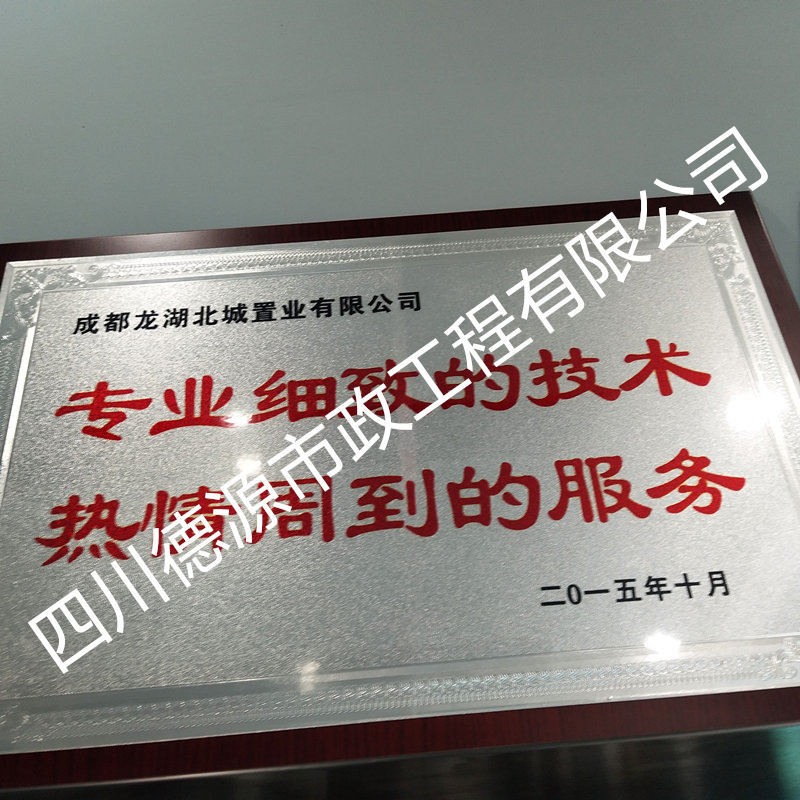 成都龙湖北城置业有限公司
专业细致的技术
热情周到的服务
二0一五年十月
四川德源市政工程有限公司